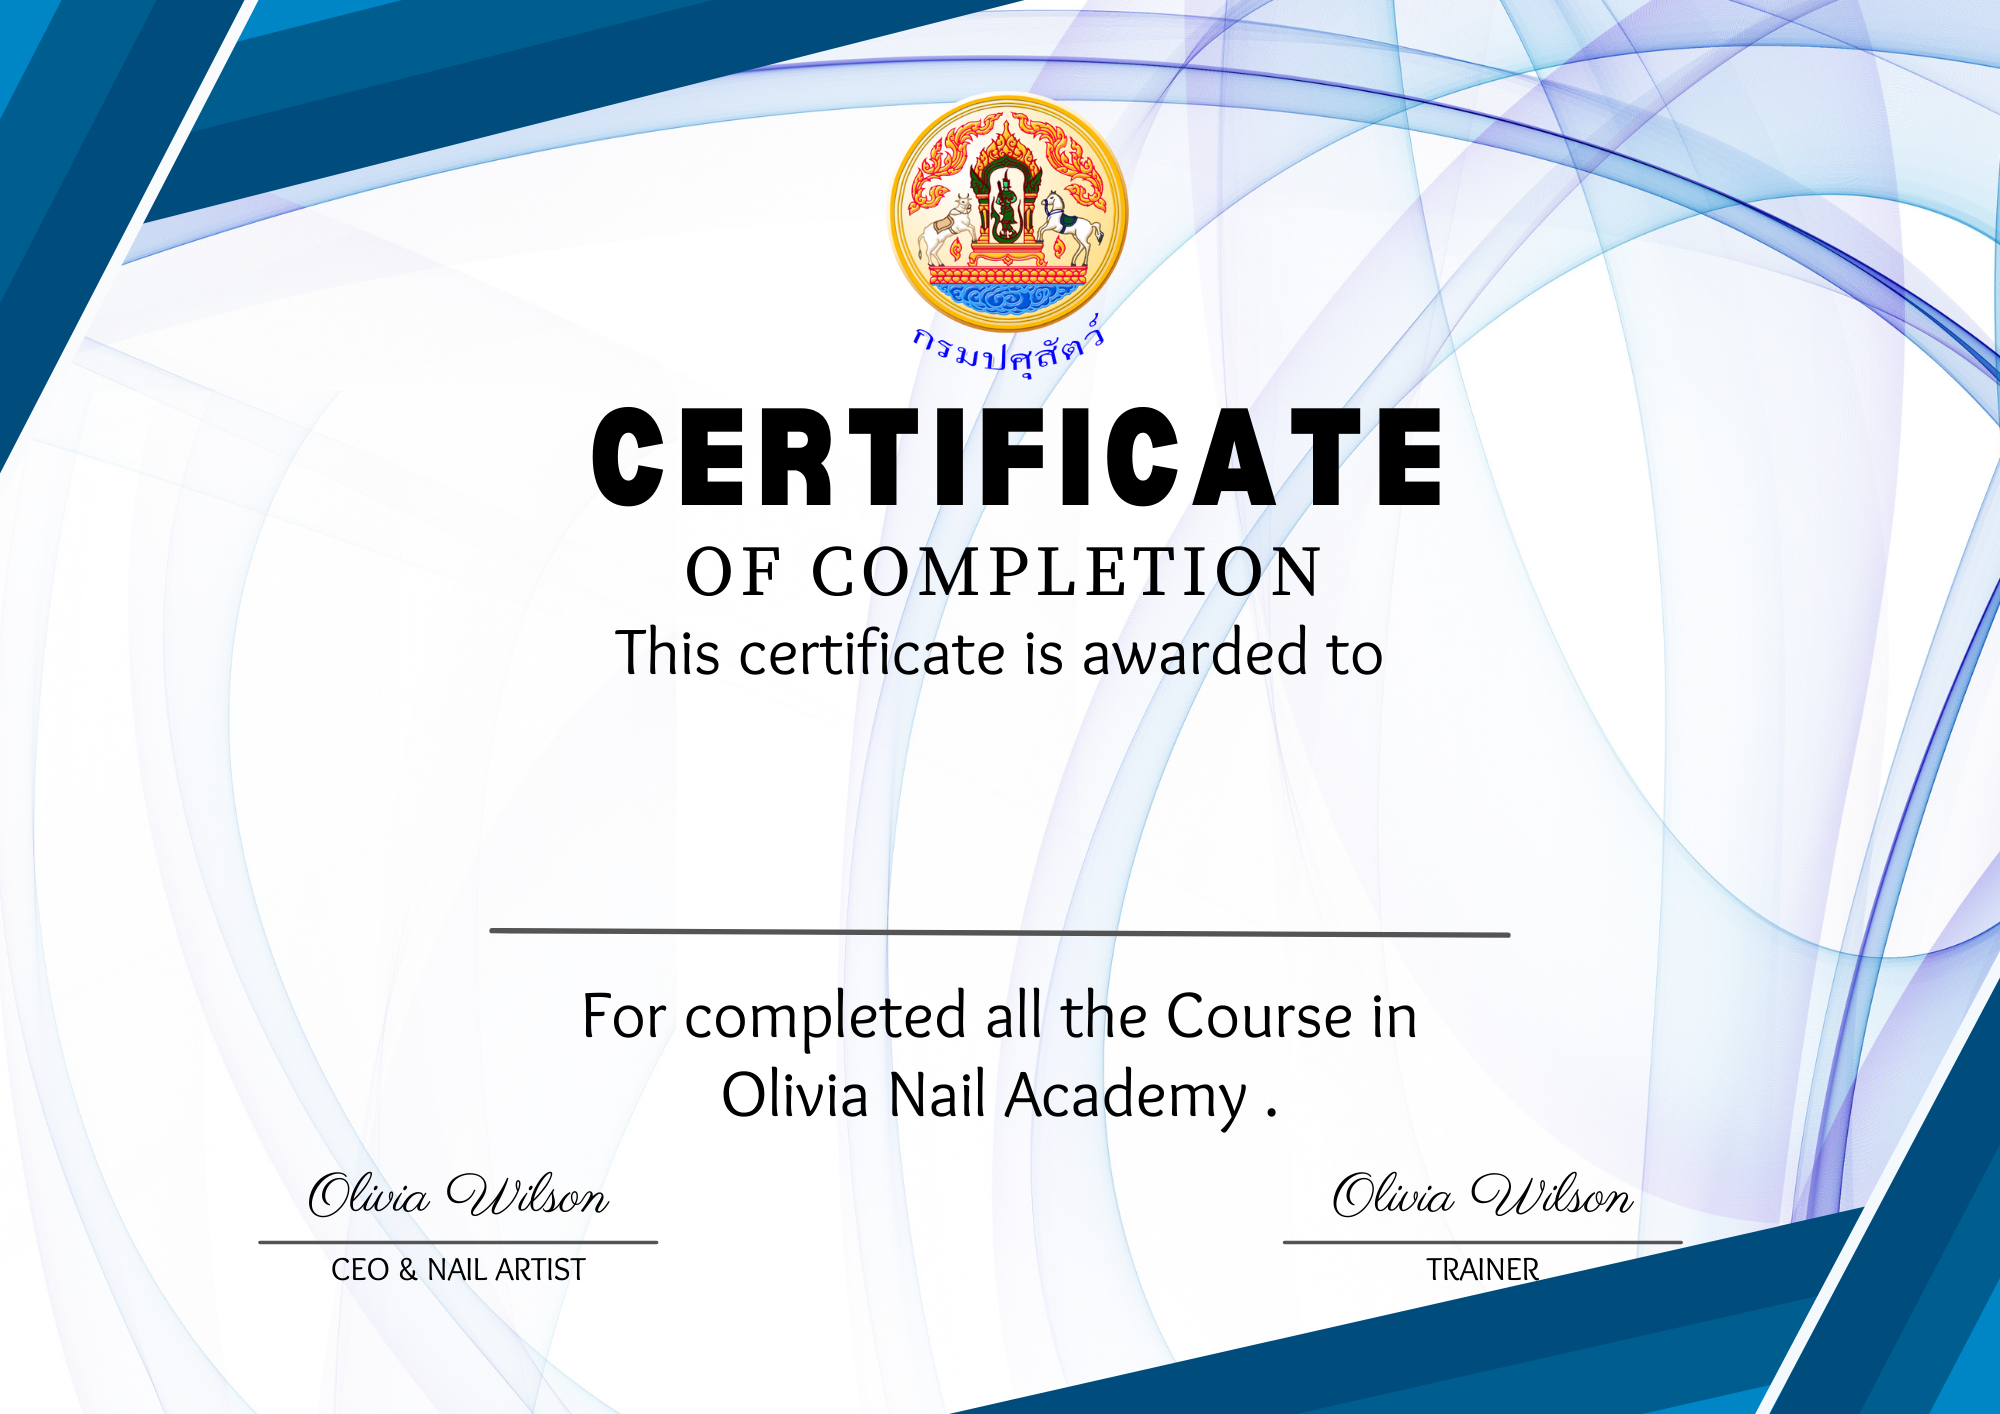 กรมปศุสัตว์
CERTIFICATE
OF COMPLETION
This certificate is awarded to
For completed all the Course in
Olivia Nail Academy .
Olivia Wilson
CEO & NAIL ARTIST
Olivia Wilson
TRAINER